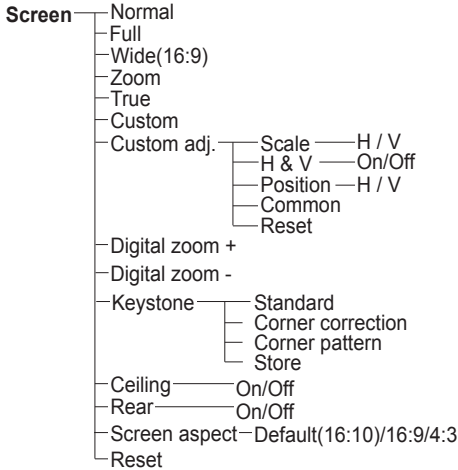 Screen Normal
Full
Wide(16:9)
Zoom
True
Custom
Custom adj. Scale H / V
H & V On/Off
Position H / V
Common
Reset
Digital zoom +
Digital zoom -
Keystone Standard
Corner correction
Corner pattern
Store
Ceiling On/Off
Rear On/Off
Screen aspect Default(16:10)/16:9/4:3
Reset